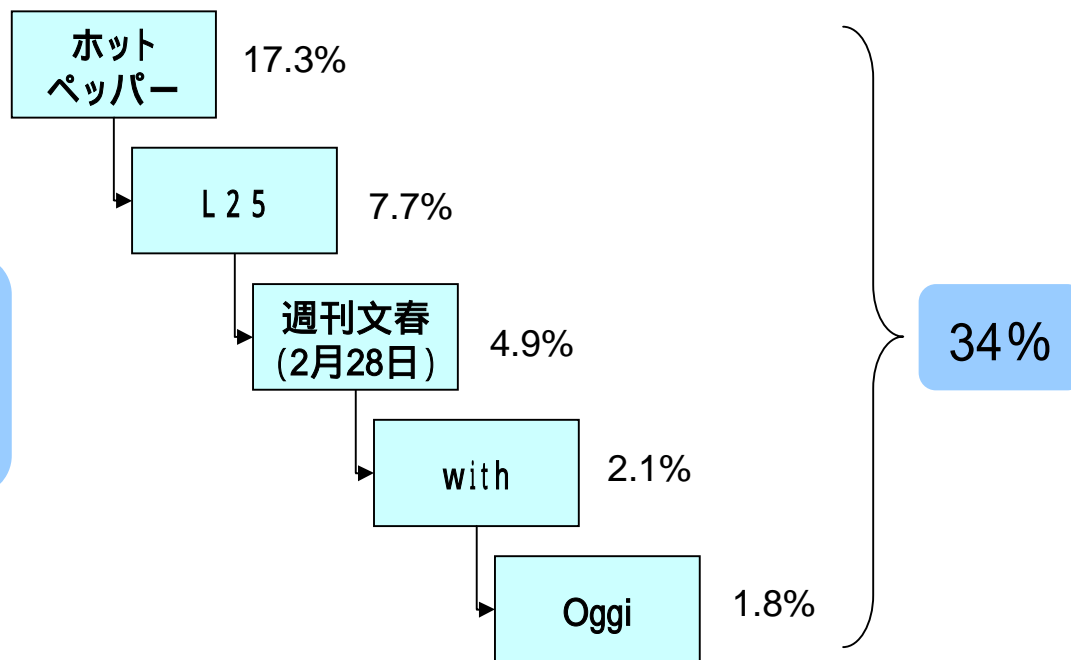 ホット
ペッパー
17.3%
L25
7.7%
週刊文春
(2月28日)
4.9%
with
2.1%
Oggi
1.8%
34%